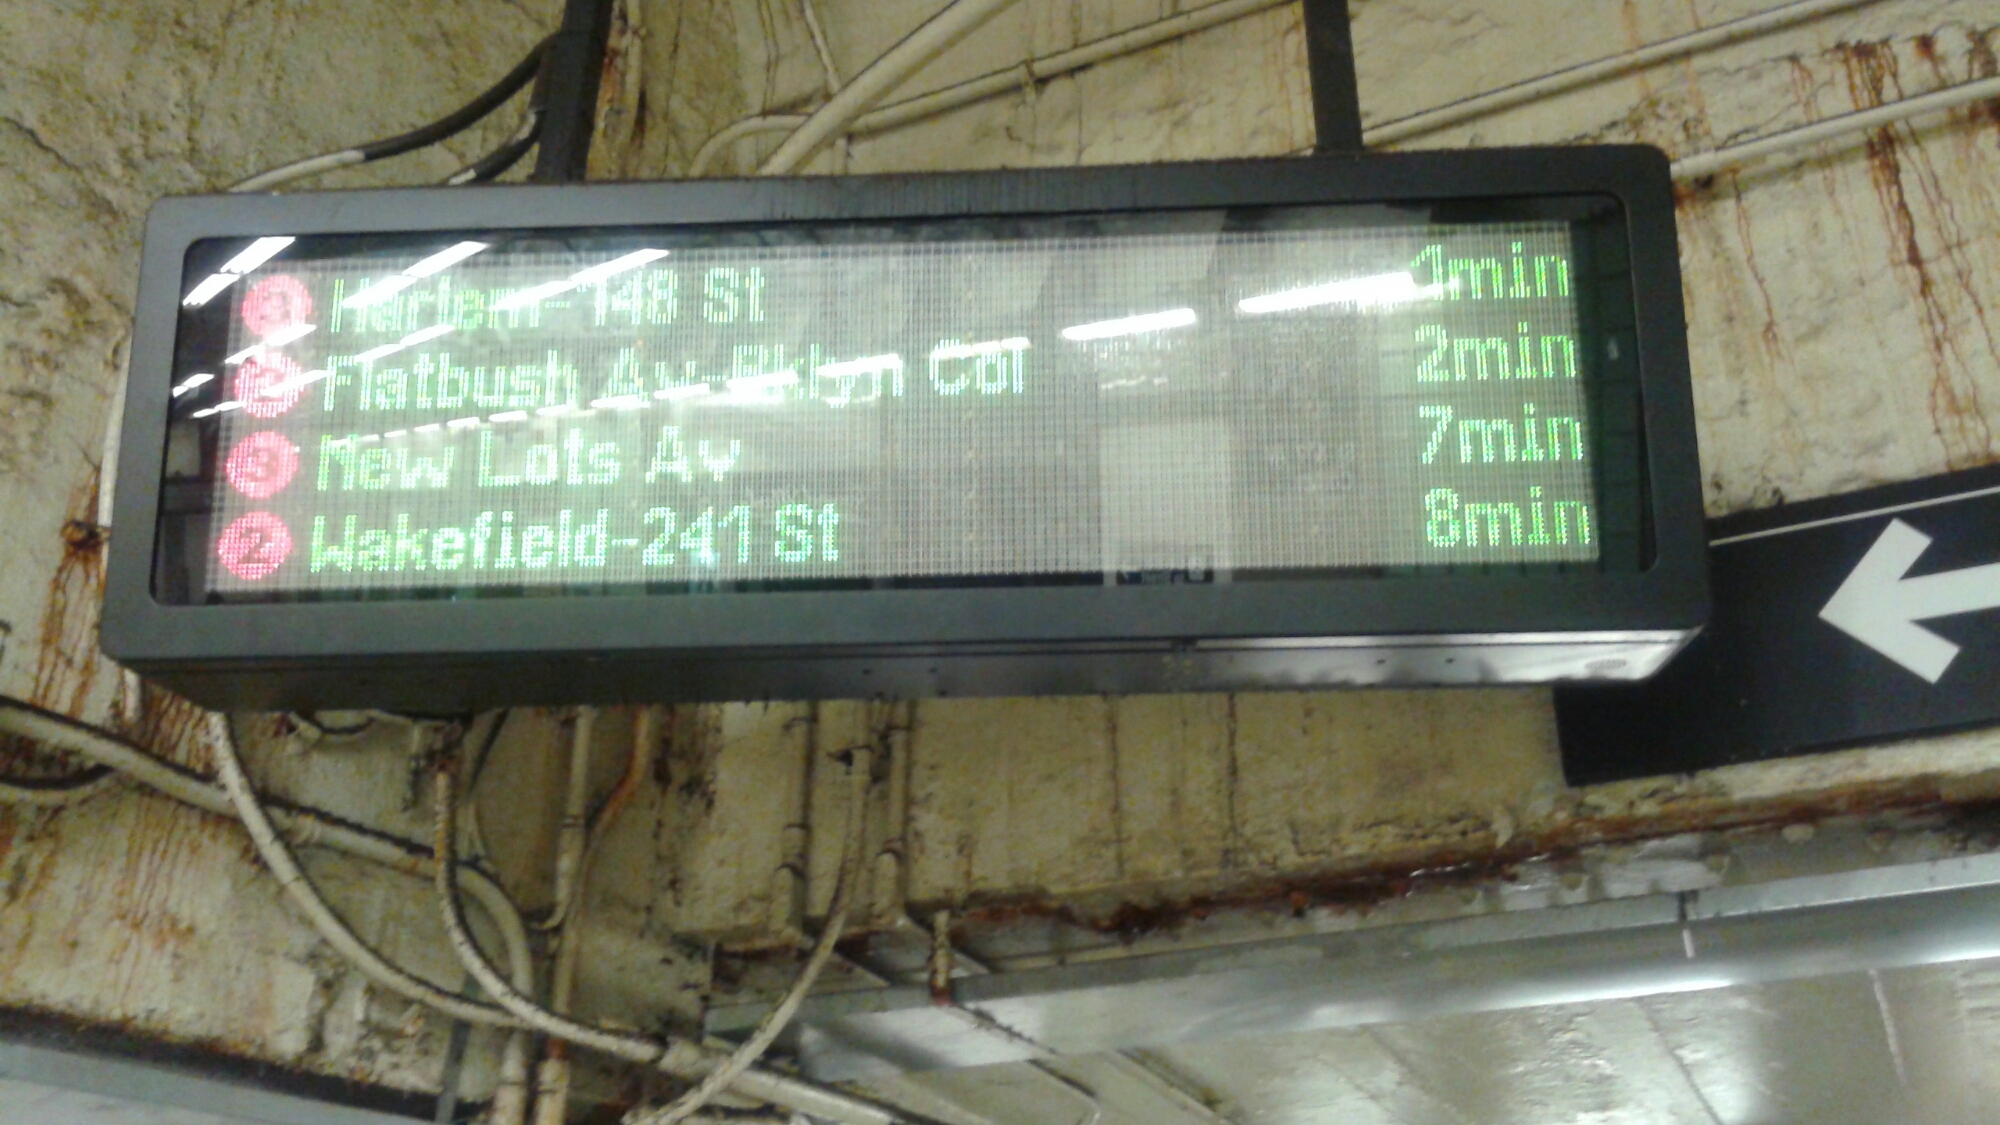 3 Harlem-148 St 1min
2 Flatbush Av-Bklyn Col 2min
3 New Lots Av 7min
2 Wakefield-241 St 8min